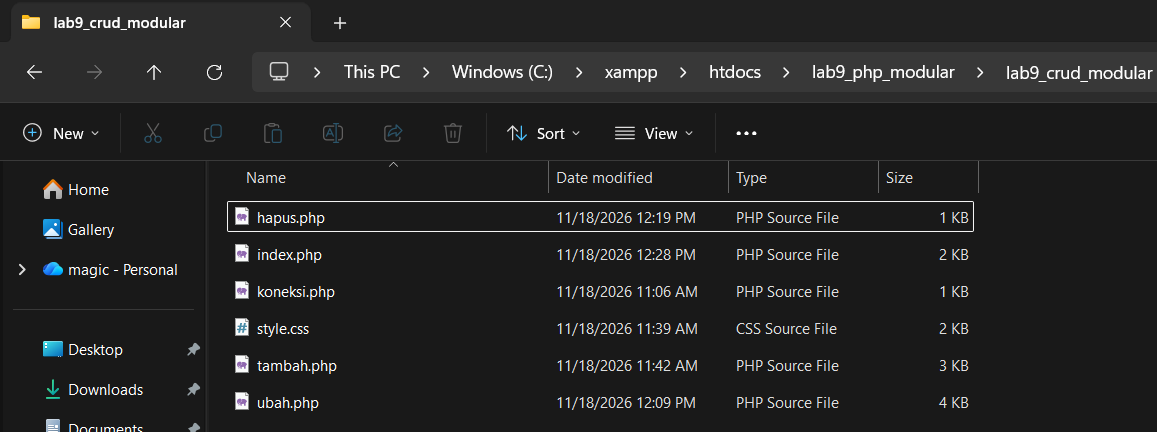 lab9_crud_modular
This PC > Windows (C:) > xampp > htdocs > lab9_php_modular > lab9_crud_modular
New Sort View
Name Date modified Type Size
Home
Gallery
magic - Personal
Desktop
Downloads
Documents
hapus.php 11/18/2026 12:19 PM PHP Source File 1 KB
index.php 11/18/2026 12:28 PM PHP Source File 2 KB
koneksi.php 11/18/2026 11:06 AM PHP Source File 1 KB
style.css 11/18/2026 11:39 AM CSS Source File 2 KB
tambah.php 11/18/2026 11:42 AM PHP Source File 3 KB
ubah.php 11/18/2026 12:09 PM PHP Source File 4 KB